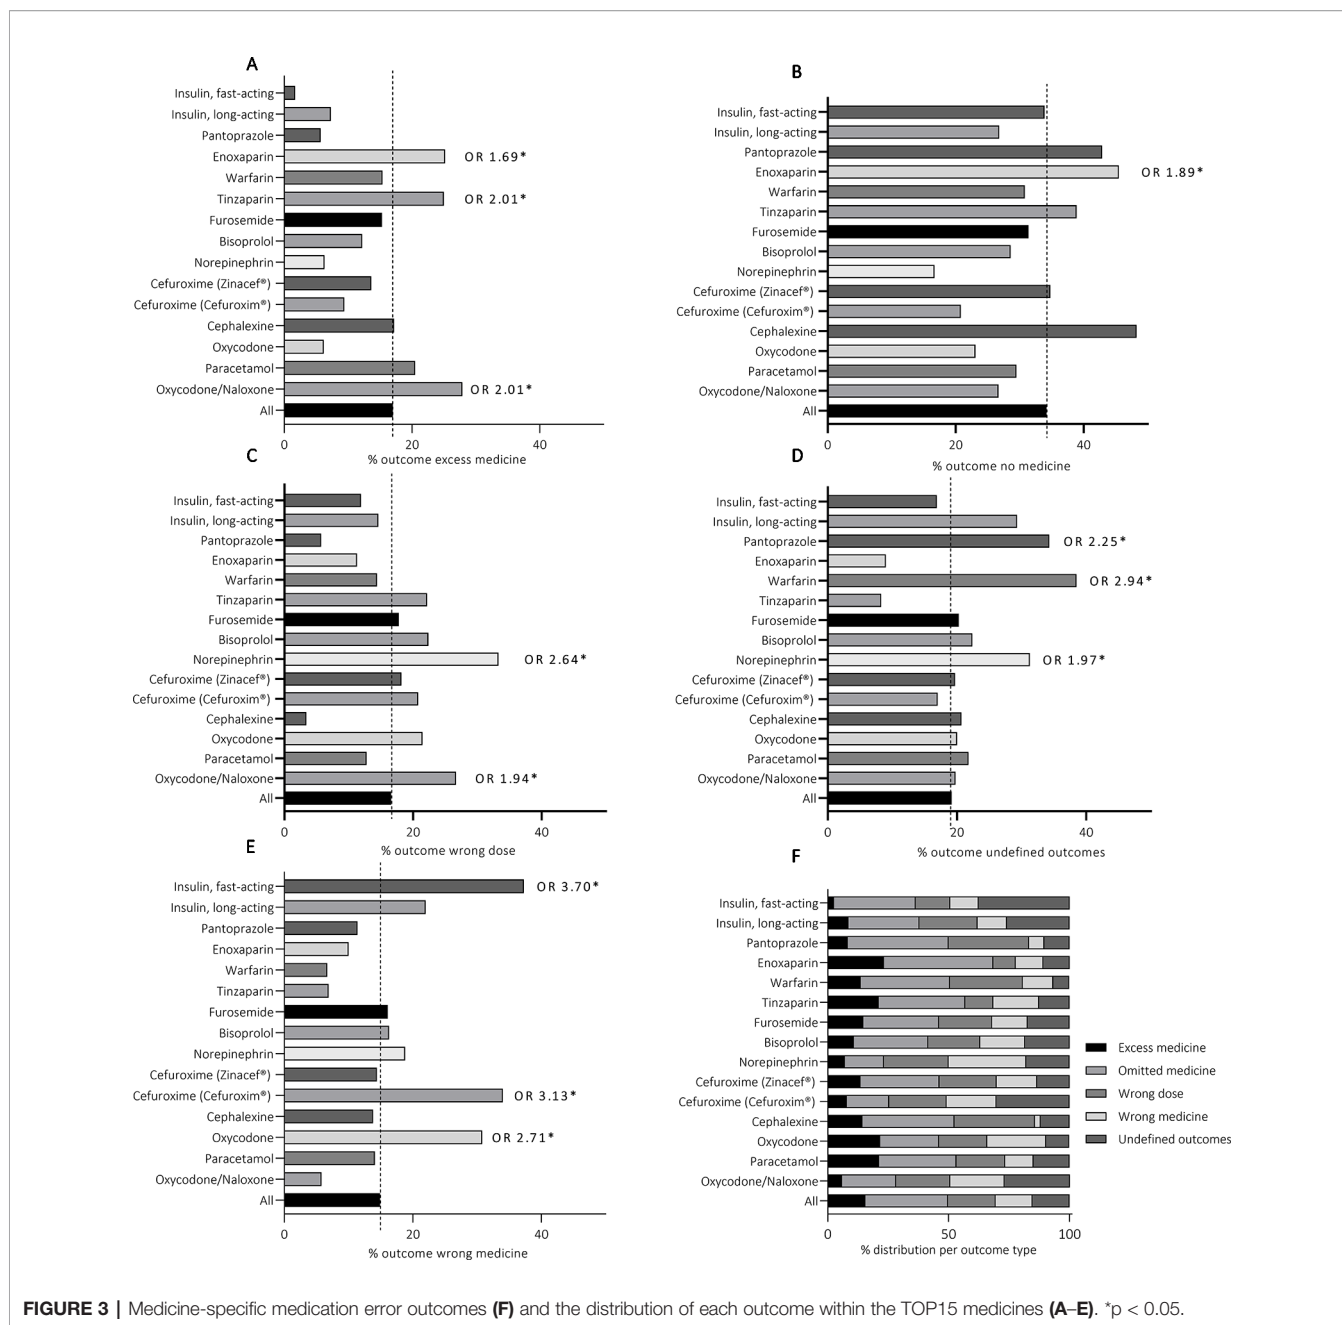 A
Insulin, fast-acting
Insulin, long-acting
Pantoprazole
Enoxaparin
OR 1.69*
Warfarin
Tinzaparin
OR 2.01*
Furosemide
Bisoprolol
Norepinephrin
Cefuroxime (Zinacef®)
Cefuroxime (Cefuroxim®)
Cephalexine
Oxycodone
Paracetamol
Oxycodone/Naloxone
OR 2.01*
All
0 20 40
% outcome excess medicine
B
Insulin, fast-acting
Insulin, long-acting
Pantoprazole
Enoxaparin
OR 1.89*
Warfarin
Tinzaparin
Furosemide
Bisoprolol
Norepinephrin
Cefuroxime (Zinacef®)
Cefuroxime (Cefuroxim®)
Cephalexine
Oxycodone
Paracetamol
Oxycodone/Naloxone
All
0 20 40
% outcome no medicine
C
Insulin, fast-acting
Insulin, long-acting
Pantoprazole
Enoxaparin
Warfarin
Tinzaparin
Furosemide
Bisoprolol
Norepinephrin
OR 2.64*
Cefuroxime (Zinacef®)
Cefuroxime (Cefuroxim®)
Cephalexine
Oxycodone
Paracetamol
Oxycodone/Naloxone
OR 1.94*
All
0 20 40
% outcome wrong dose
D
Insulin, fast-acting
Insulin, long-acting
Pantoprazole
OR 2.25*
Enoxaparin
Warfarin
OR 2.94*
Tinzaparin
Furosemide
Bisoprolol
Norepinephrin
OR 1.97*
Cefuroxime (Zinacef®)
Cefuroxime (Cefuroxim®)
Cephalexine
Oxycodone
Paracetamol
Oxycodone/Naloxone
All
0 20 40
% outcome undefined outcomes
E
Insulin, fast-acting
OR 3.70*
Insulin, long-acting
Pantoprazole
Enoxaparin
Warfarin
Tinzaparin
Furosemide
Bisoprolol
Norepinephrin
Cefuroxime (Zinacef®)
Cefuroxime (Cefuroxim®)
OR 3.13*
Cephalexine
Oxycodone
OR 2.71*
Paracetamol
Oxycodone/Naloxone
All
0 20 40
% outcome wrong medicine
F
Insulin, fast-acting
Insulin, long-acting
Pantoprazole
Enoxaparin
Warfarin
Tinzaparin
Furosemide
Bisoprolol
Norepinephrin
Cefuroxime (Zinacef®)
Cefuroxime (Cefuroxim®)
Cephalexine
Oxycodone
Paracetamol
Oxycodone/Naloxone
All
0 50 100
% distribution per outcome type
Excess medicine
Omitted medicine
Wrong dose
Wrong medicine
Undefined outcomes
FIGURE 3 | Medicine-specific medication error outcomes (F) and the distribution of each outcome within the TOP15 medicines (A–E). *p < 0.05.